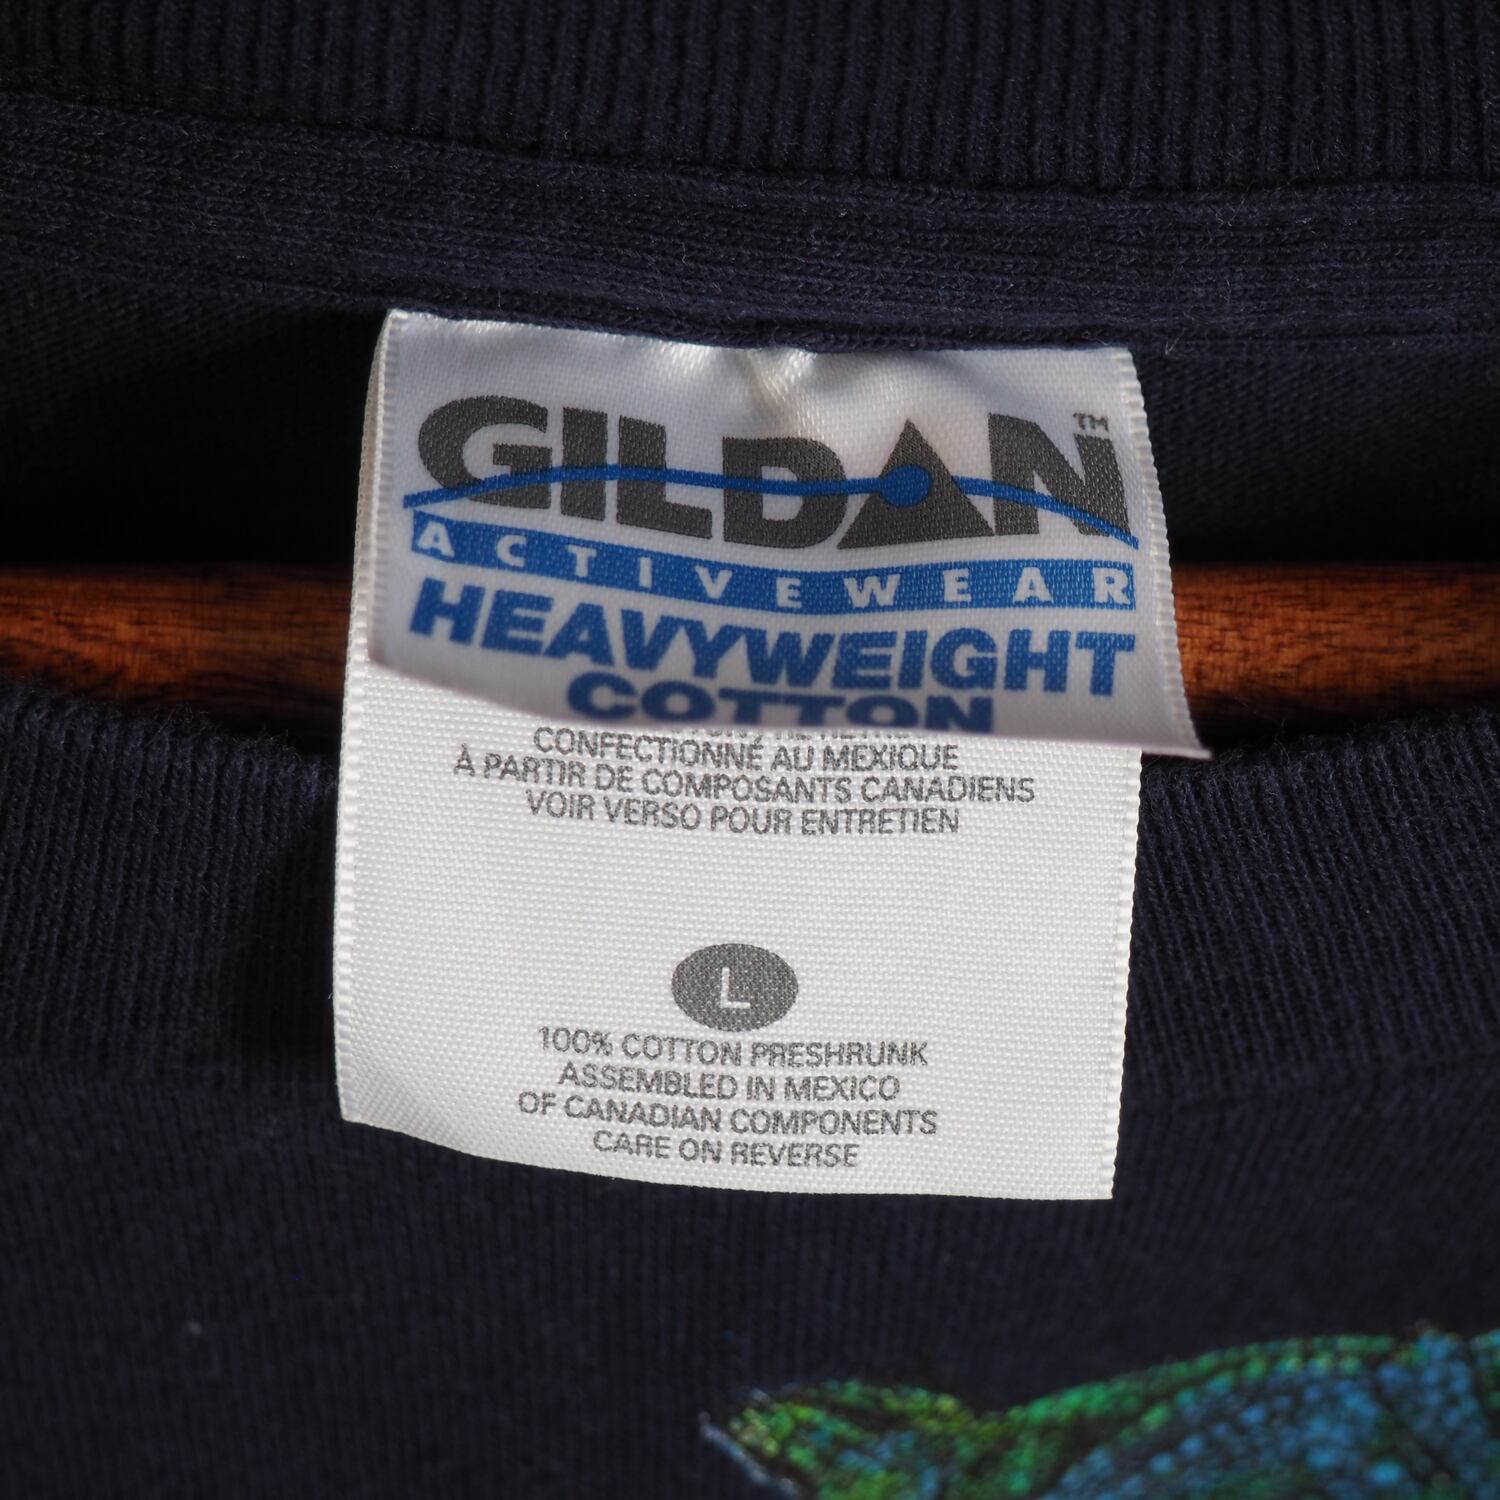 GILDAN™
ACTIVEWEAR
HEAVYWEIGHT
COTTON
CONFECTIONNÉ AU MEXIQUE
À PARTIR DE COMPOSANTS CANADIENS
VOIR VERSO POUR ENTRETIEN
L
100% COTTON PRESHRUNK
ASSEMBLED IN MEXICO
OF CANADIAN COMPONENTS
CARE ON REVERSE